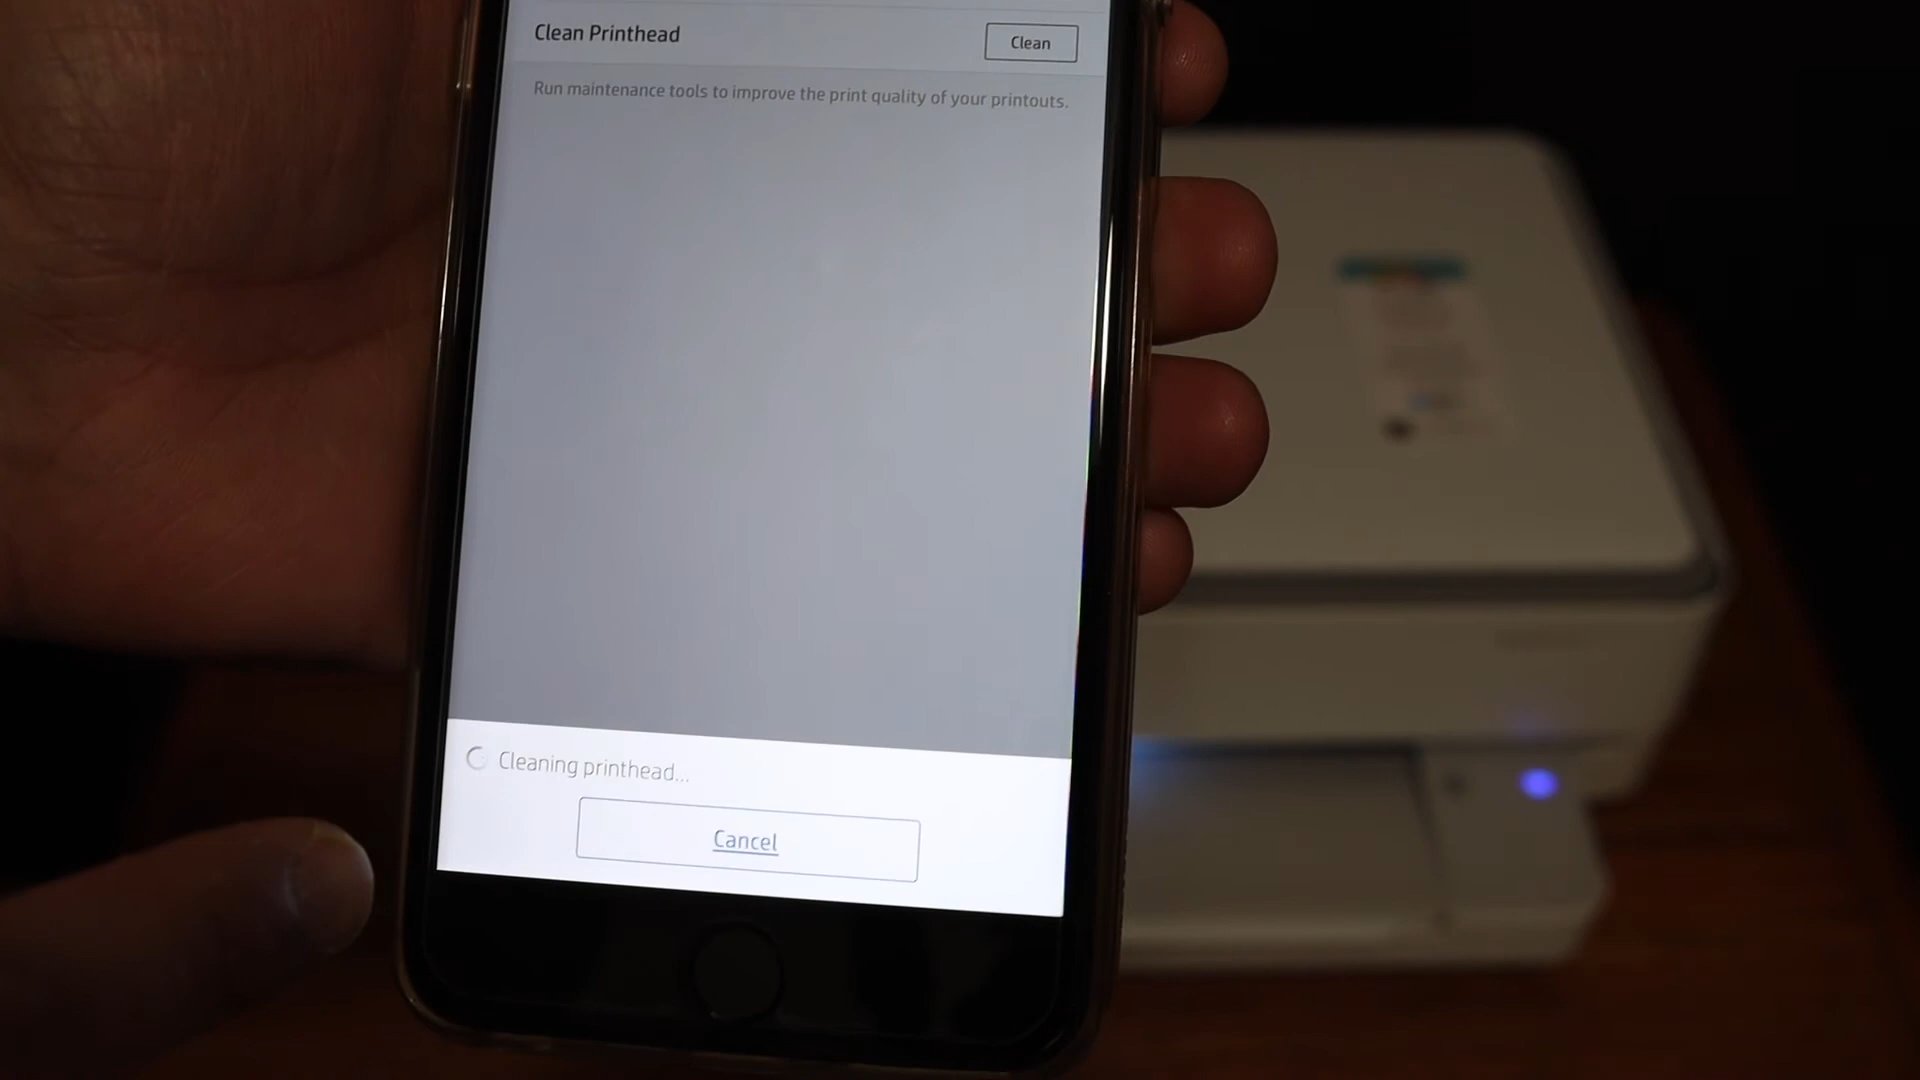 Clean Printhead
Clean
Run maintenance tools to improve the print quality of your printouts.
Cleaning printhead...
Cancel